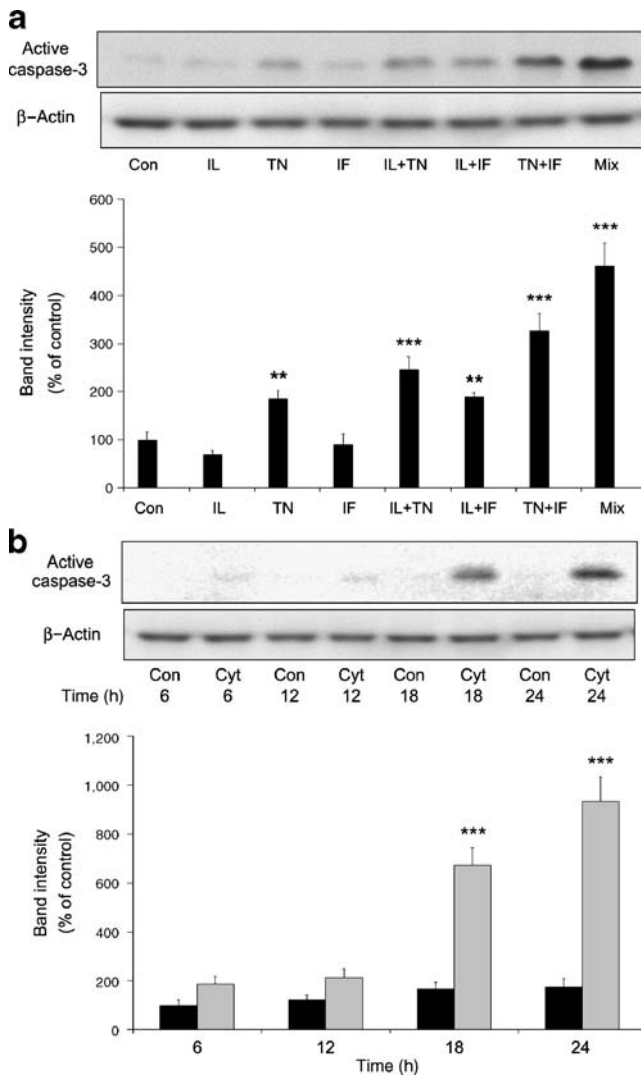 a
Active
caspase-3
β–Actin
Con IL TN IF IL+TN IL+IF TN+IF Mix
600
500
400
300
200
100
0
Band intensity
(% of control)
** *** ** *** ***
Con IL TN IF IL+TN IL+IF TN+IF Mix
b
Active
caspase-3
β–Actin
Con Cyt Con Cyt Con Cyt Con Cyt
Time (h) 6 6 12 12 18 18 24 24
1,200
1,000
800
600
400
200
0
Band intensity
(% of control)
*** ***
6 12 18 24
Time (h)